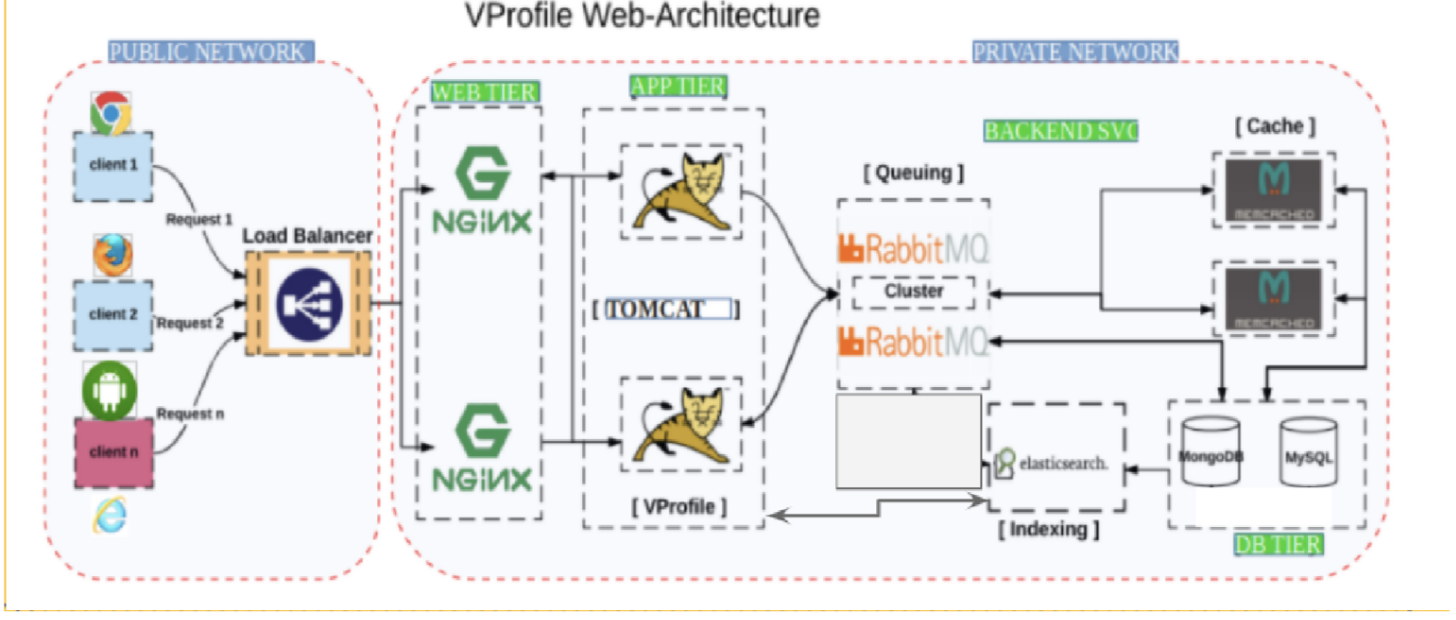 VProfile Web-Architecture
PUBLIC NETWORK
PRIVATE NETWORK
WEB TIER
APP TIER
BACKEND SVC
[ Cache ]
client 1
Request 1
Load Balancer
client 2
Request 2
Request n
client n
NGiNX
NGiNX
[ TOMCAT ]
[ VProfile ]
[ Queuing ]
RabbitMQ
Cluster
RabbitMQ
MEMCACHED
MEMCACHED
elasticsearch.
[ Indexing ]
MongoDB
MySQL
DB TIER